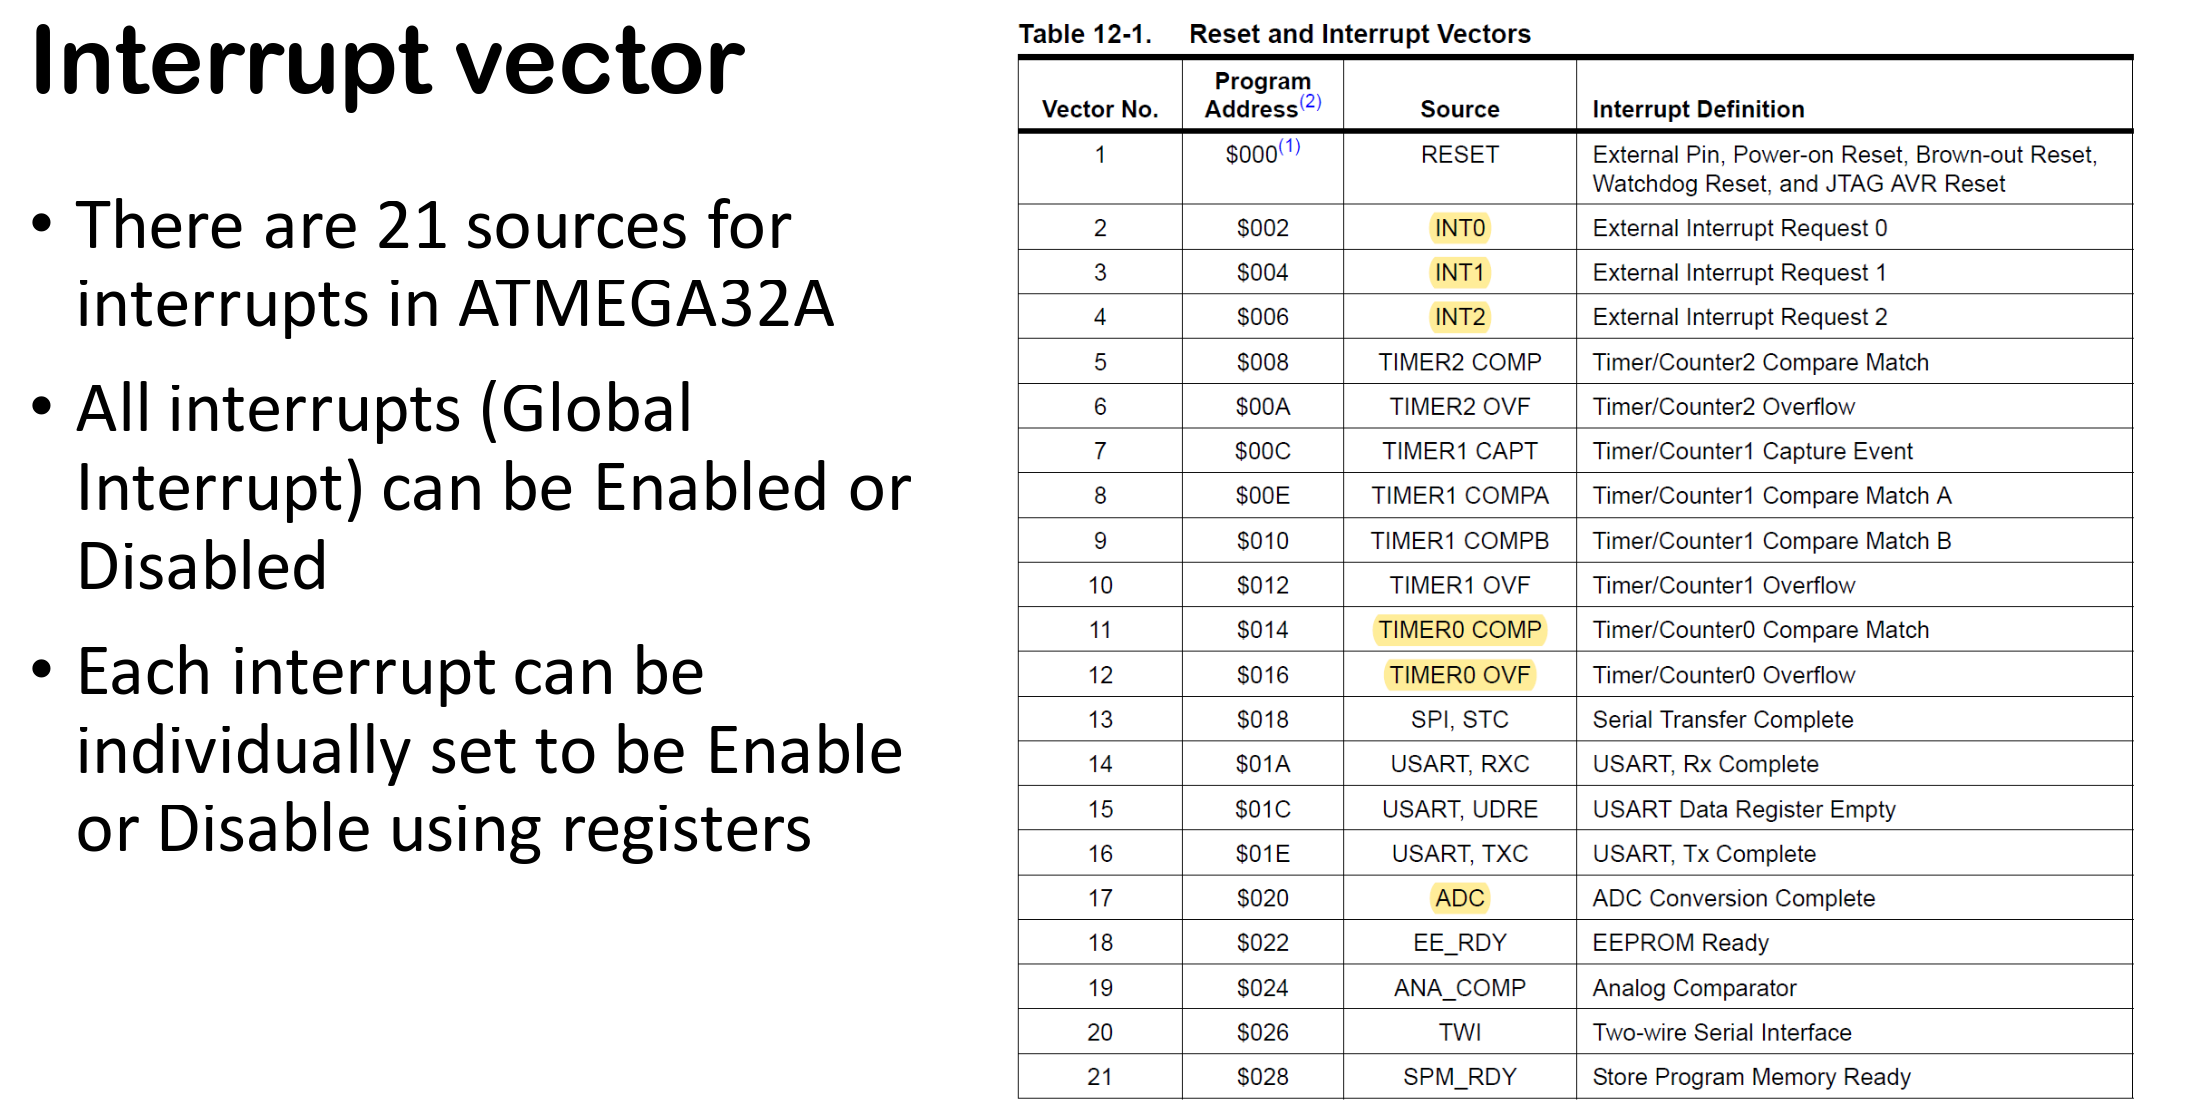 Interrupt vector
• There are 21 sources for
interrupts in ATMEGA32A
• All interrupts (Global
Interrupt) can be Enabled or
Disabled
• Each interrupt can be
individually set to be Enable
or Disable using registers
Table 12-1. Reset and Interrupt Vectors
Vector No. Program Address(2) Source Interrupt Definition
1 $000(1) RESET External Pin, Power-on Reset, Brown-out Reset,
Watchdog Reset, and JTAG AVR Reset
2 $002 INT0 External Interrupt Request 0
3 $004 INT1 External Interrupt Request 1
4 $006 INT2 External Interrupt Request 2
5 $008 TIMER2 COMP Timer/Counter2 Compare Match
6 $00A TIMER2 OVF Timer/Counter2 Overflow
7 $00C TIMER1 CAPT Timer/Counter1 Capture Event
8 $00E TIMER1 COMPA Timer/Counter1 Compare Match A
9 $010 TIMER1 COMPB Timer/Counter1 Compare Match B
10 $012 TIMER1 OVF Timer/Counter1 Overflow
11 $014 TIMER0 COMP Timer/Counter0 Compare Match
12 $016 TIMER0 OVF Timer/Counter0 Overflow
13 $018 SPI, STC Serial Transfer Complete
14 $01A USART, RXC USART, Rx Complete
15 $01C USART, UDRE USART Data Register Empty
16 $01E USART, TXC USART, Tx Complete
17 $020 ADC ADC Conversion Complete
18 $022 EE_RDY EEPROM Ready
19 $024 ANA_COMP Analog Comparator
20 $026 TWI Two-wire Serial Interface
21 $028 SPM_RDY Store Program Memory Ready